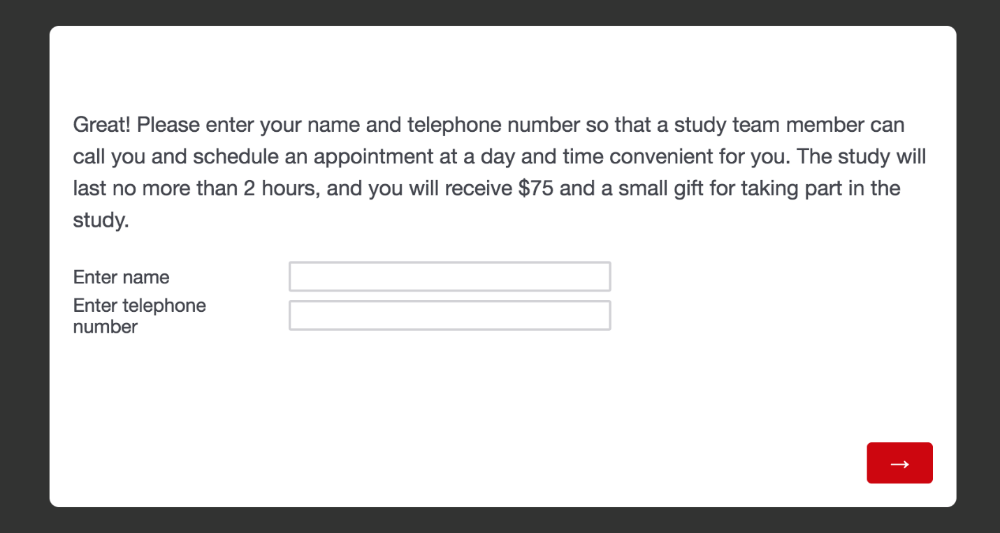 Great! Please enter your name and telephone number so that a study team member can
call you and schedule an appointment at a day and time convenient for you. The study will
last no more than 2 hours, and you will receive $75 and a small gift for taking part in the
study.
Enter name
Enter telephone
number
→